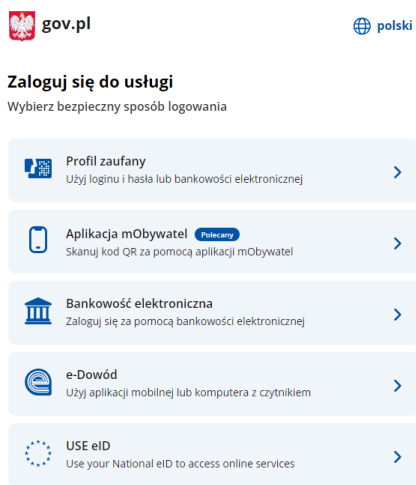 gov.pl
polski
Zaloguj się do usługi
Wybierz bezpieczny sposób logowania
Profil zaufany
Użyj loginu i hasła lub bankowości elektronicznej
Aplikacja mObywatel Polecany
Skanuj kod QR za pomocą aplikacji mObywatel
Bankowość elektroniczna
Zaloguj się za pomocą bankowości elektronicznej
e-Dowód
Użyj aplikacji mobilnej lub komputera z czytnikiem
USE eID
Use your National eID to access online services